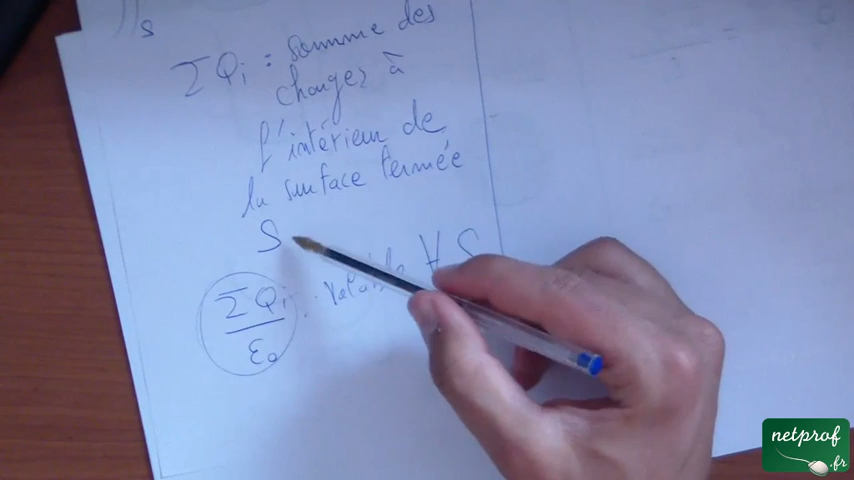 ∬ S
ΣQi : somme des
charges à
l'intérieur de
la surface fermée
S
ΣQi / ε₀ : valable ∀ S
netprof
.fr